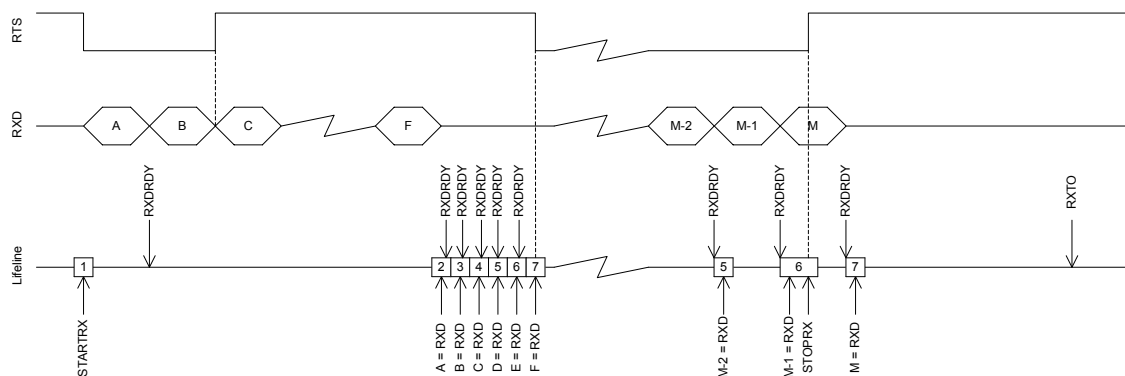 RTS
RXD
A
B
C
F
M-2
M-1
M
RXDRDY
RXDRDY
RXDRDY
RXDRDY
RXDRDY
RXDRDY
RXDRDY
RXDRDY
RXDRDY
RXTO
Lifeline
1
2
3
4
5
6
7
5
6
7
STARTRX
A = RXD
B = RXD
C = RXD
D = RXD
E = RXD
F = RXD
M-2 = RXD
M-1 = RXD
STOPRX
M = RXD